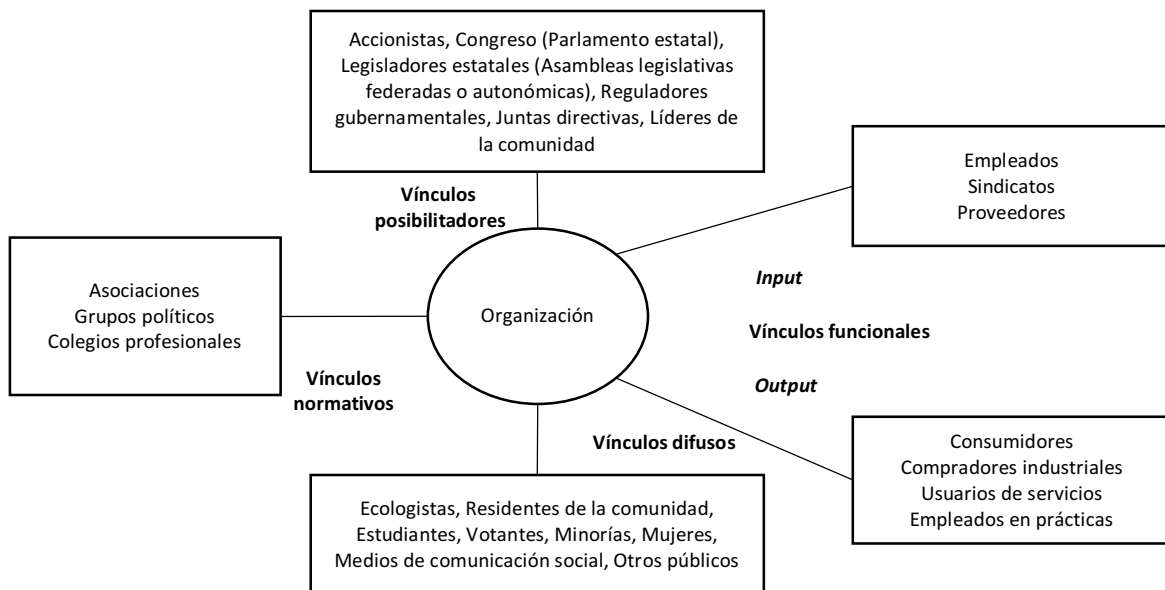 Accionistas, Congreso (Parlamento estatal),
Legisladores estatales (Asambleas legislativas
federadas o autonómicas), Reguladores
gubernamentales, Juntas directivas, Líderes de
la comunidad
Empleados
Sindicatos
Proveedores
Vínculos
posibilitadores
Asociaciones
Grupos políticos
Colegios profesionales
Organización
Input
Vínculos funcionales
Output
Vínculos
normativos
Vínculos difusos
Consumidores
Compradores industriales
Usuarios de servicios
Empleados en prácticas
Ecologistas, Residentes de la comunidad,
Estudiantes, Votantes, Minorías, Mujeres,
Medios de comunicación social, Otros públicos